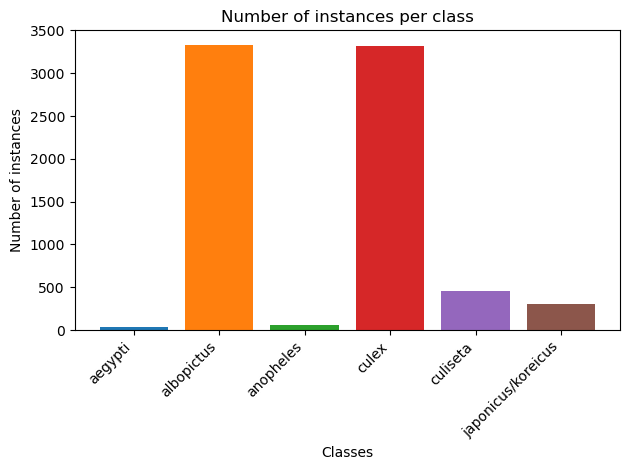 Number of instances per class
Number of instances
3500
3000
2500
2000
1500
1000
500
0
aegypti
albopictus
anopheles
culex
culiseta
japonicus/koreicus
Classes